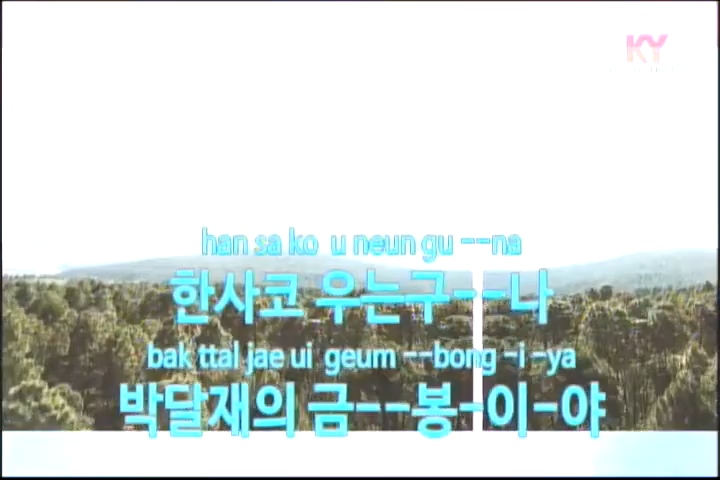 KY
han sa ko u neun gu --na
한사코 우는구--나
bak ttal jae ui geum --bong -i -ya
박달재의 금--봉-이-야